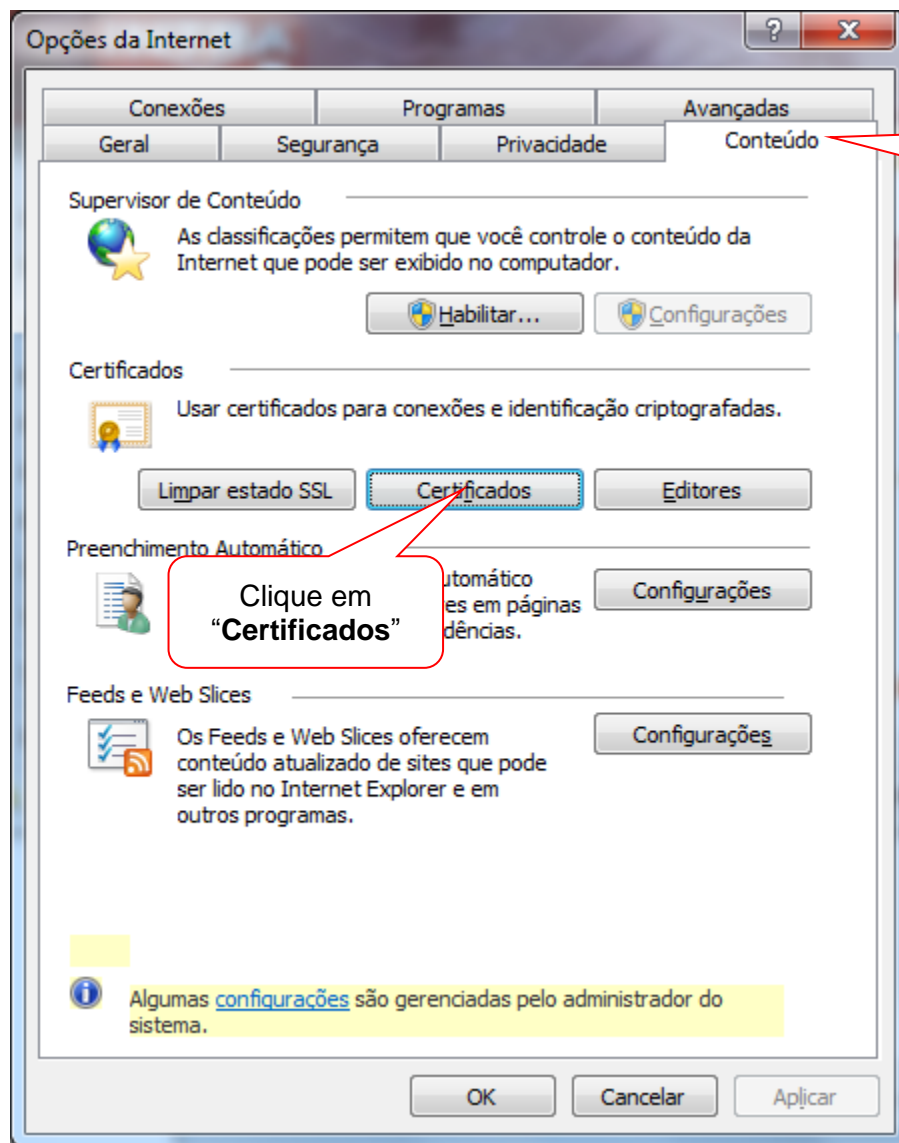 Opções da Internet
Conexões Programas Avançadas
Geral Segurança Privacidade Conteúdo
Supervisor de Conteúdo
As classificações permitem que você controle o conteúdo da
Internet que pode ser exibido no computador.
Habilitar... Configurações
Certificados
Usar certificados para conexões e identificação criptografadas.
Limpar estado SSL Certificados Editores
Preenchimento Automático
utomático
es em páginas
dências.
Configurações
Clique em
“Certificados”
Feeds e Web Slices
Os Feeds e Web Slices oferecem
conteúdo atualizado de sites que pode
ser lido no Internet Explorer e em
outros programas.
Configurações
Algumas configurações são gerenciadas pelo administrador do
sistema.
OK Cancelar Aplicar